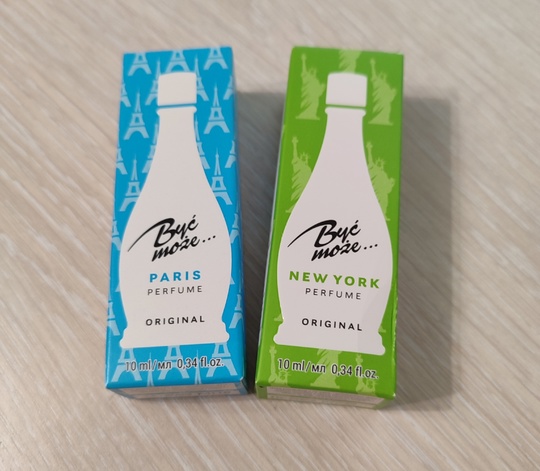 Być
może...
PARIS
PERFUME
ORIGINAL
10 ml/мл 0,34 fl.oz.
Być
może...
NEW YORK
PERFUME
ORIGINAL
10 ml/мл 0,34 fl.oz.